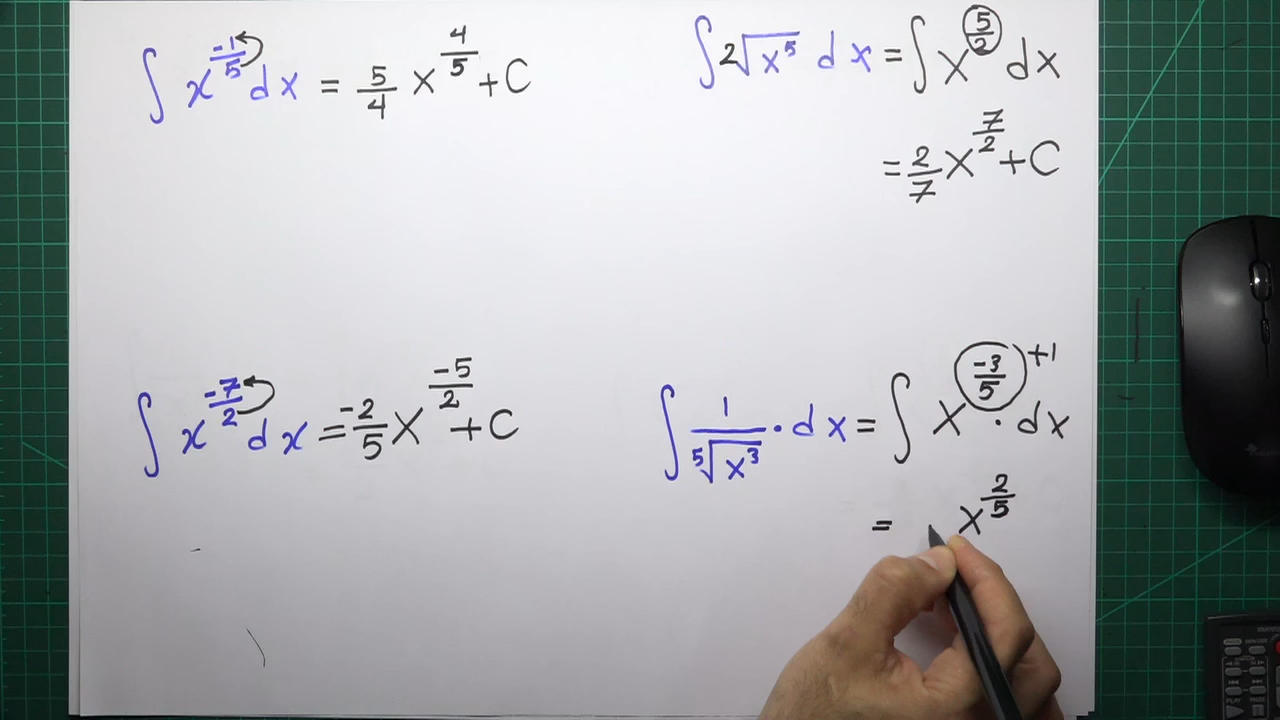 ∫ x^(-1/5) dx = 5/4 x^(4/5) + C
∫ 2√x^5 dx = ∫ x^(5/2) dx
= 2/7 x^(7/2) + C
∫ x^(-7/2) dx = -2/5 x^(-5/2) + C
∫ 1/⁵√x^3 · dx = ∫ x^(-3/5) +1 · dx
= x^(2/5)